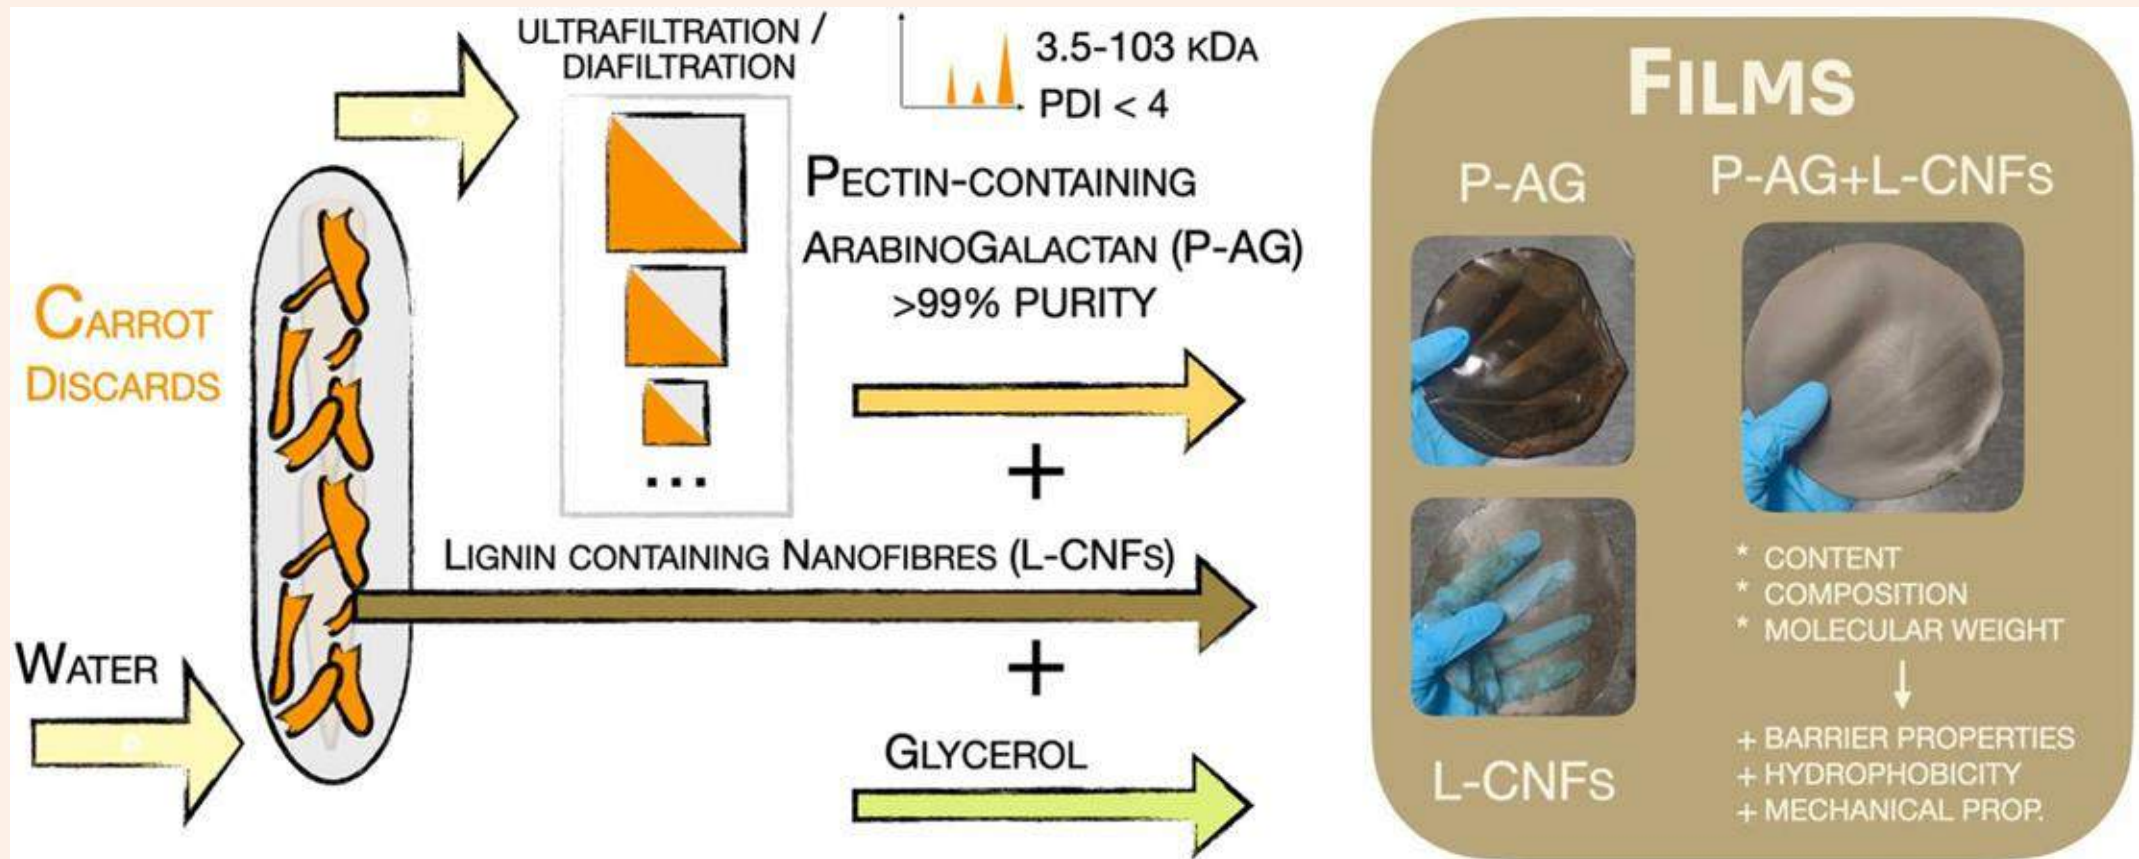 CARROT
DISCARDS
WATER
ULTRAFILTRATION /
DIAFILTRATION
...
3.5-103 KDA
PDI < 4
PECTIN-CONTAINING
ARABINOGALACTAN (P-AG)
>99% PURITY
+
LIGNIN CONTAINING NANOFIBRES (L-CNFS)
+
GLYCEROL
FILMS
P-AG
P-AG+L-CNFS
L-CNFS
* CONTENT
* COMPOSITION
* MOLECULAR WEIGHT
+ BARRIER PROPERTIES
+ HYDROPHOBICITY
+ MECHANICAL PROP.